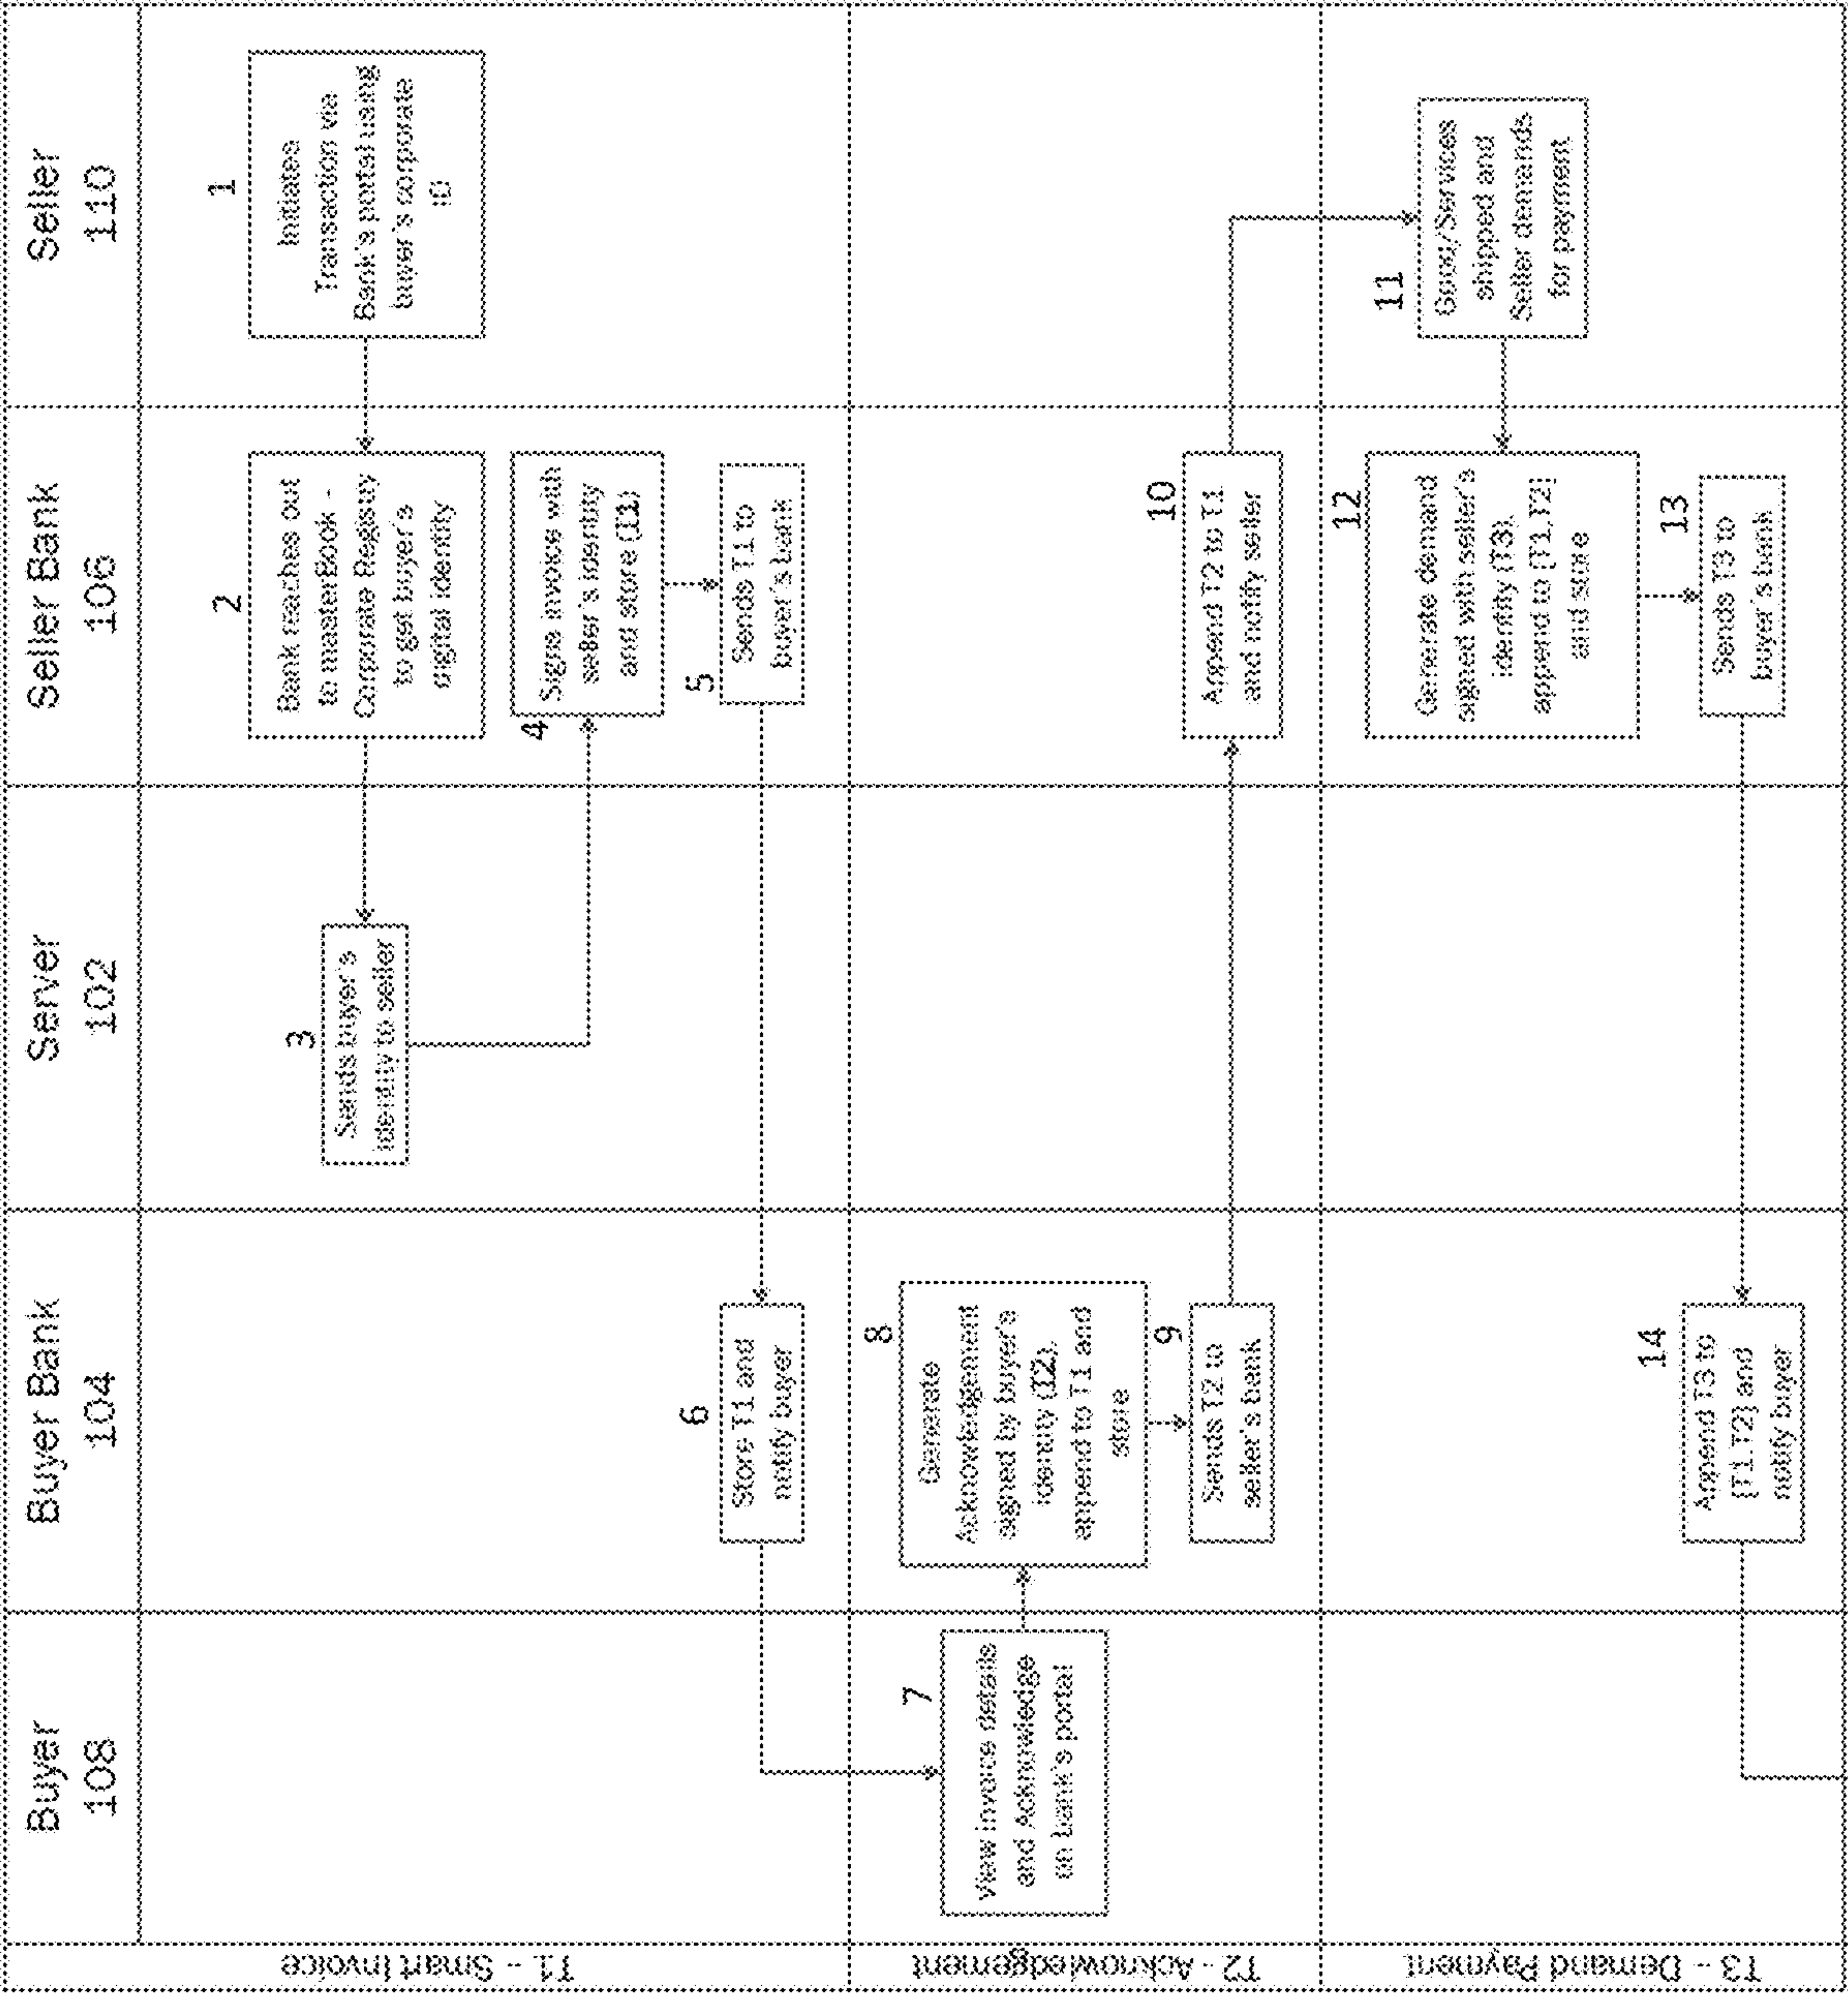 Buyer
108
Buyer Bank
104
Server
102
Seller Bank
106
Seller
110
T1 - Smart Invoice
1
Initiates
Transaction via
Bank's portal using
buyer's corporate
ID
2
Bank reaches out
to masterBook -
Corporate Registry
to get buyer's
digital identity
3
Sends buyer's
identity to seller
4
Signs invoice with
seller's identity
and store (T1)
5
Sends T1 to
buyer's bank
6
Store T1 and
notify buyer
T2 - Acknowledgement
7
View invoice details
and Acknowledge
on bank's portal
8
Generate
Acknowledgement
signed by buyer's
identity (T2),
append to T1 and
store
9
Sends T2 to
seller's bank
10
Append T2 to T1
and notify seller
T3 - Demand Payment
11
Good/Services
shipped and
Seller demands
for payment
12
Generate demand
signed with seller's
identity (T3),
append to [T1,T2]
and store
13
Sends T3 to
buyer's bank
14
Append T3 to
[T1,T2] and
notify buyer